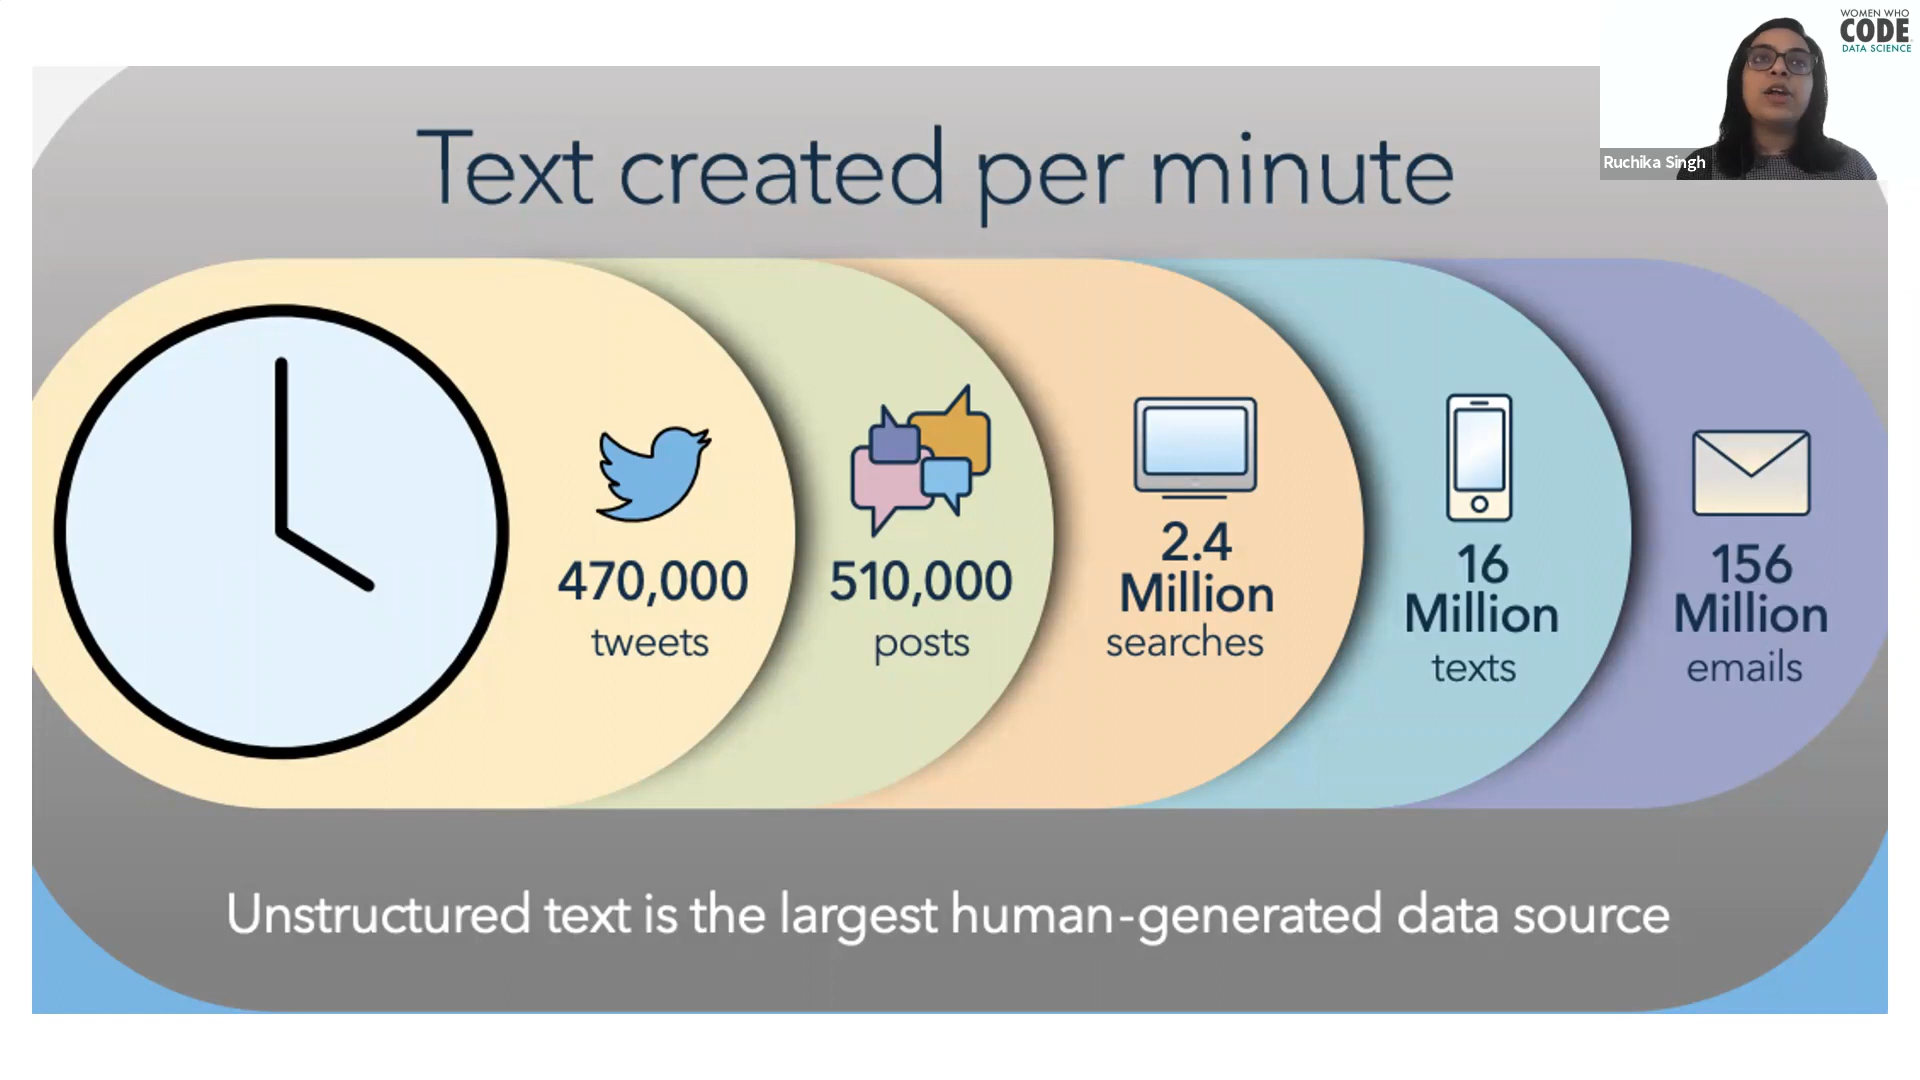 WOMEN WHO
CODE
DATA SCIENCE
Ruchika Singh
Text created per minute
470,000
tweets
510,000
posts
2.4
Million
searches
16
Million
texts
156
Million
emails
Unstructured text is the largest human-generated data source